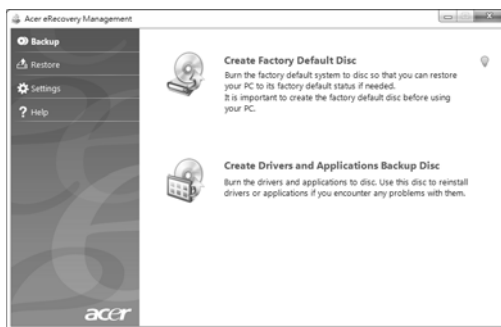 Acer eRecovery Management
Backup
Restore
Settings
Help
Create Factory Default Disc
Burn the factory default system to disc so that you can restore
your PC to its factory default status if needed.
It is important to create the factory default disc before using
your PC.
Create Drivers and Applications Backup Disc
Burn the drivers and applications to disc. Use this disc to reinstall
drivers or applications if you encounter any problems with them.
acer